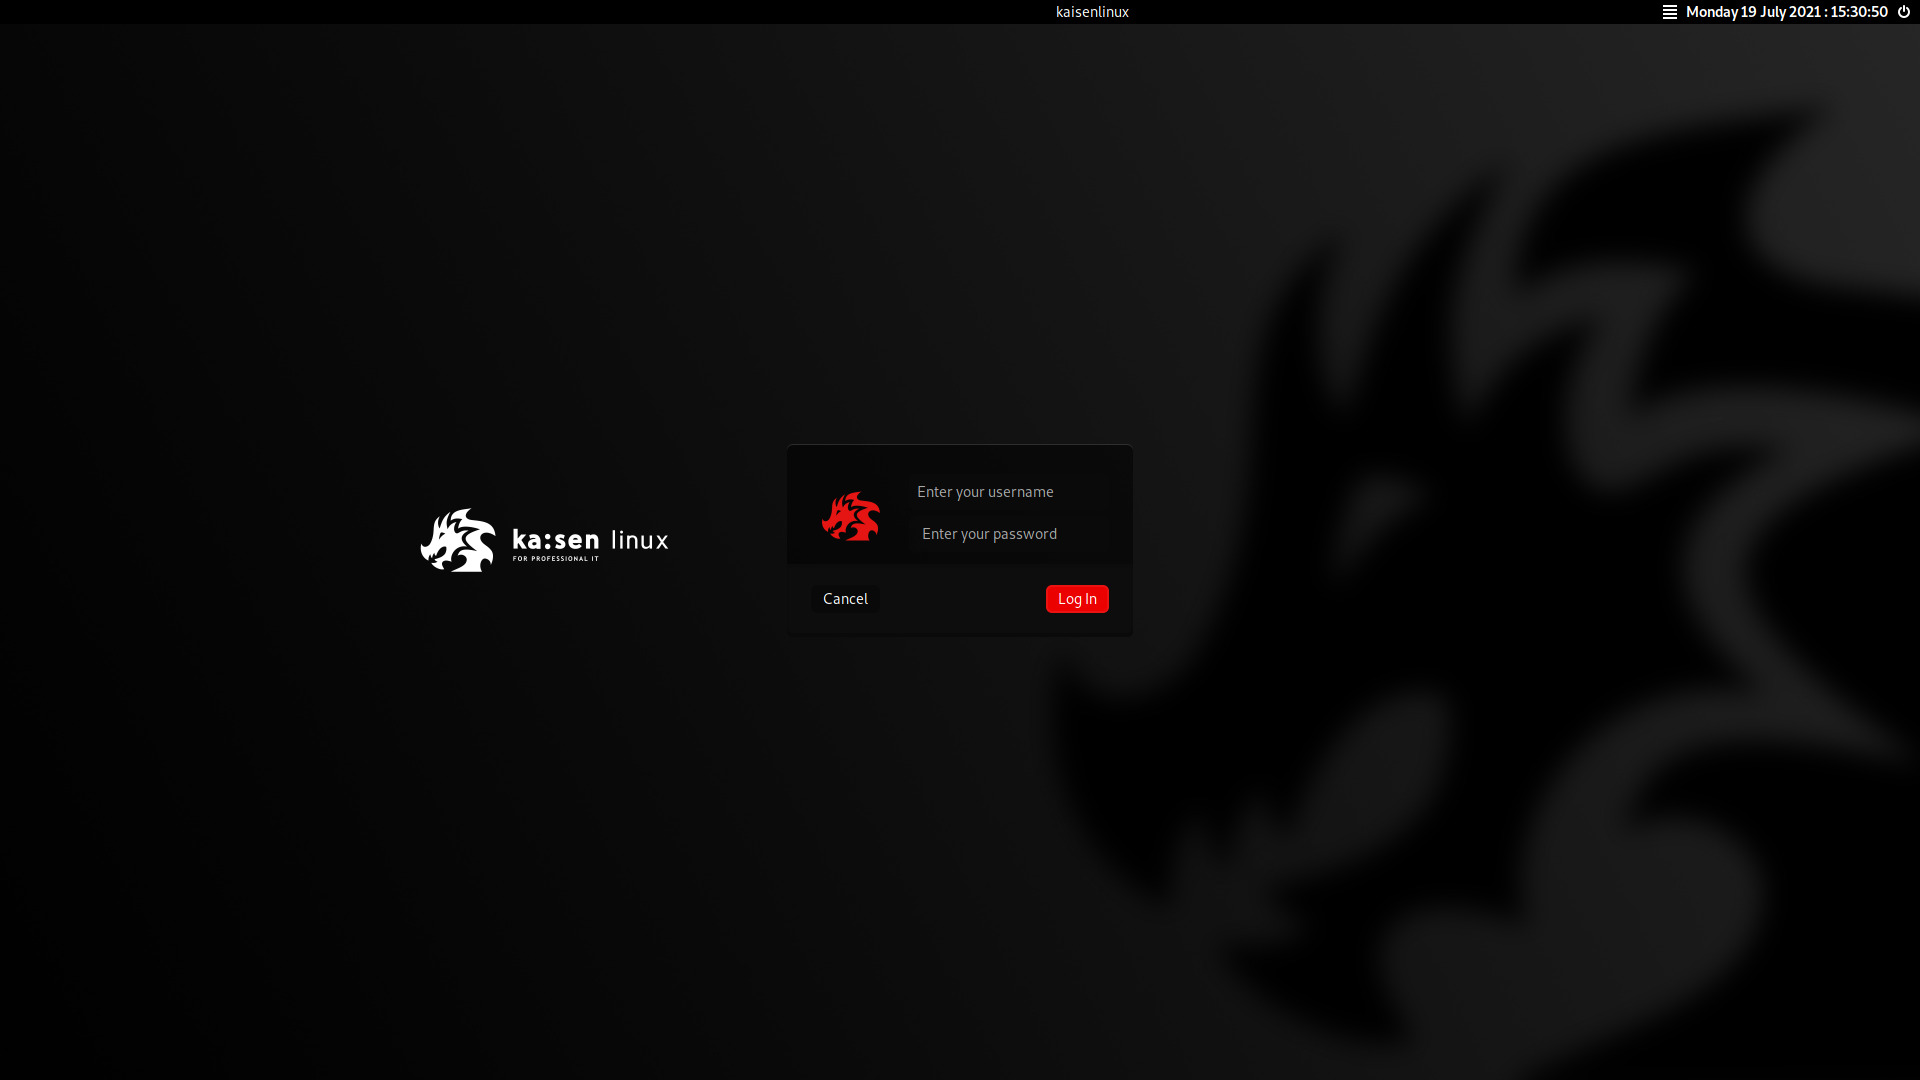 kaisenlinux
Monday 19 July 2021 : 15:30:50
Enter your username
Enter your password
ka:sen linux
FOR PROFESSIONAL IT
Cancel
Log In